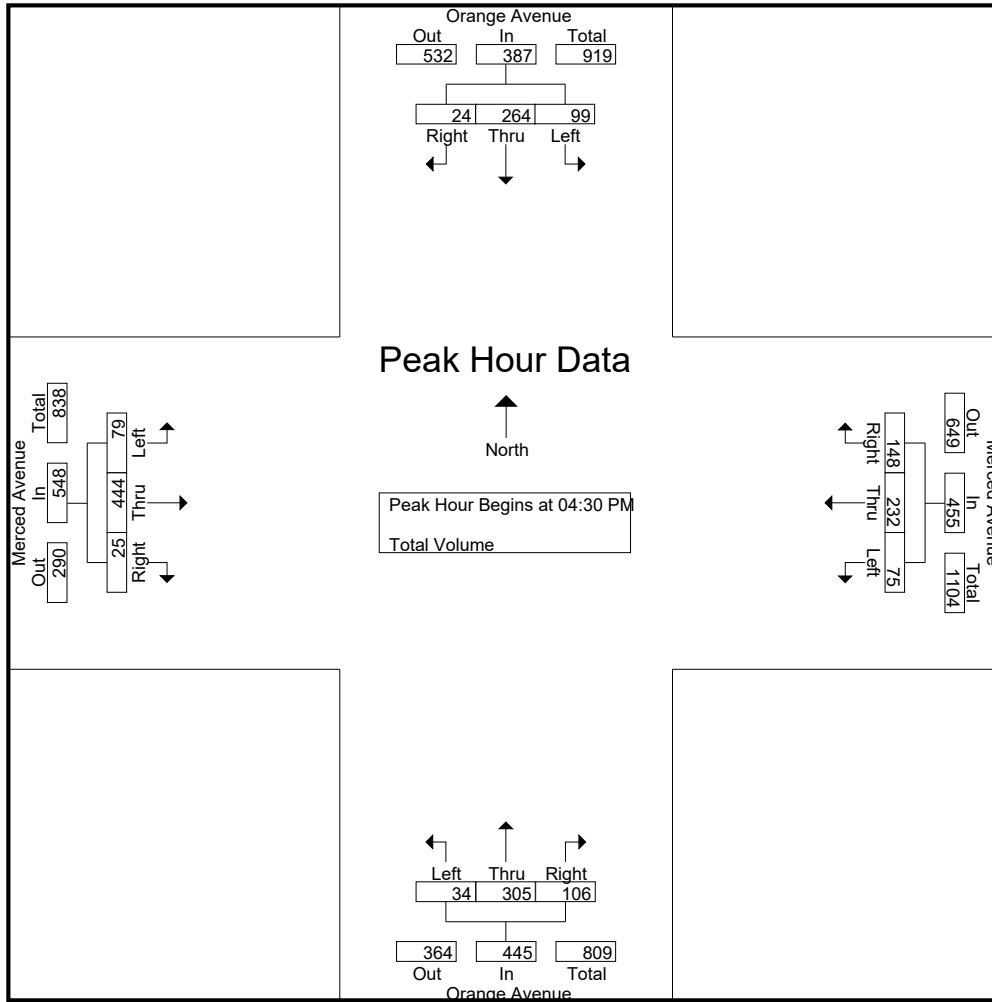 Orange Avenue
Out In Total
532 387 919
24 264 99
Right Thru Left
Peak Hour Data
North
Peak Hour Begins at 04:30 PM
Total Volume
Merced Avenue
Out In Total
290 548 838
79 444 25
Left Thru Right
Merced Avenue
Out In Total
649 455 1104
148 232 75
Right Thru Left
Left Thru Right
34 305 106
364 445 809
Out In Total
Orange Avenue